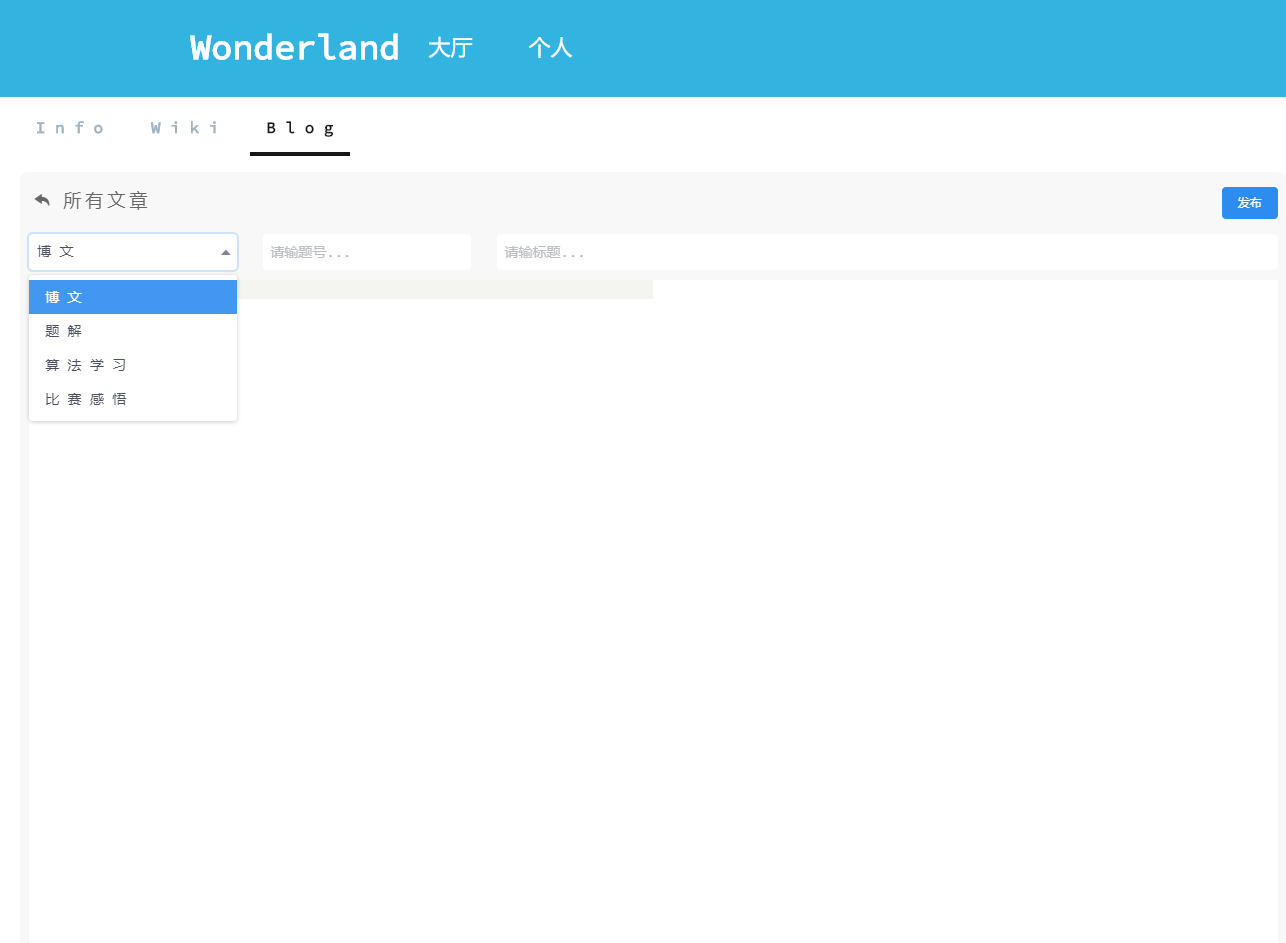 Wonderland 大厅 个人
Info Wiki Blog
所有文章 发布
博文 请输题号... 请输标题...
博文
题解
算法学习
比赛感悟